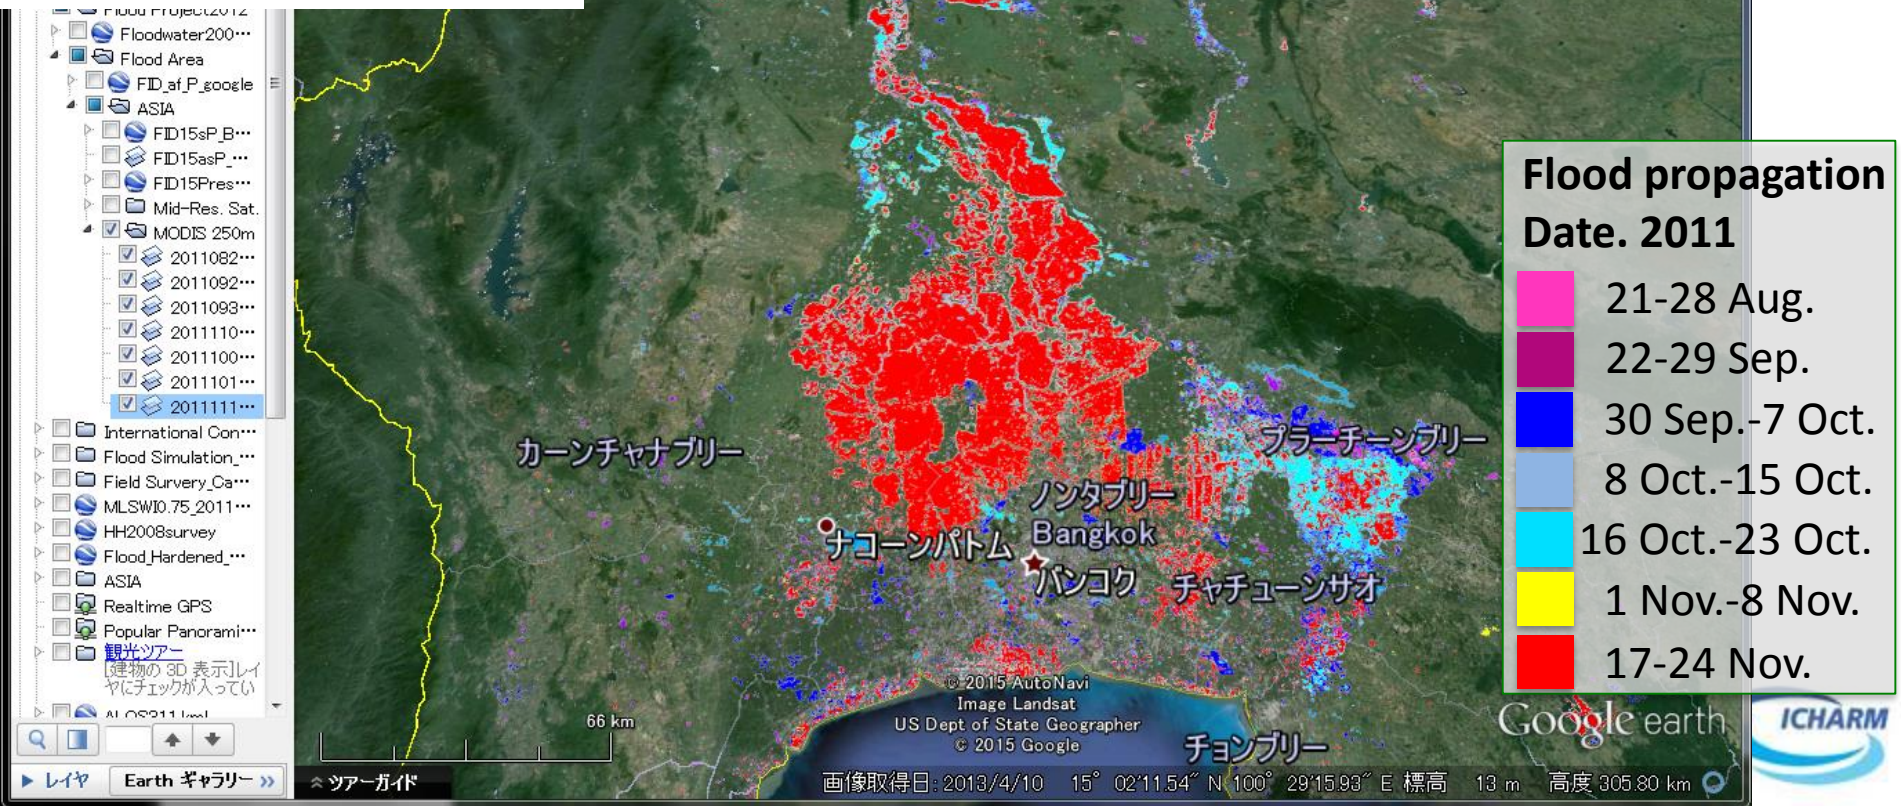 Flood Project2012
Floodwater200…
Flood Area
FID_af_P_google
ASIA
FID15sP_B…
FID15asP_…
FID15Pres…
Mid-Res. Sat.
MODIS 250m
2011082…
2011092…
2011093…
2011110…
2011100…
2011101…
2011111…
International Con…
Flood Simulation_…
Field Survery_Ca…
MLSWI0.75_2011…
HH2008survey
Flood_Hardened_…
ASIA
Realtime GPS
Popular Panorami…
観光ツアー
[建物の 3D 表示]レイ
ヤにチェックが入ってい
ALOS311.kml
レイヤ
Earth ギャラリー »
カーンチャナブリー
プラーチーンブリー
ノンタブリー
Bangkok
ナコーンパトム
バンコク
チャチューンサオ
チョンブリー
66 km
© 2015 AutoNavi
Image Landsat
US Dept of State Geographer
© 2015 Google
ツアーガイド
画像取得日: 2013/4/10 15° 02'11.54" N 100° 29'15.93" E 標高 13 m 高度 305.80 km
Google earth
Flood propagation
Date. 2011
21-28 Aug.
22-29 Sep.
30 Sep.-7 Oct.
8 Oct.-15 Oct.
16 Oct.-23 Oct.
1 Nov.-8 Nov.
17-24 Nov.
ICHARM